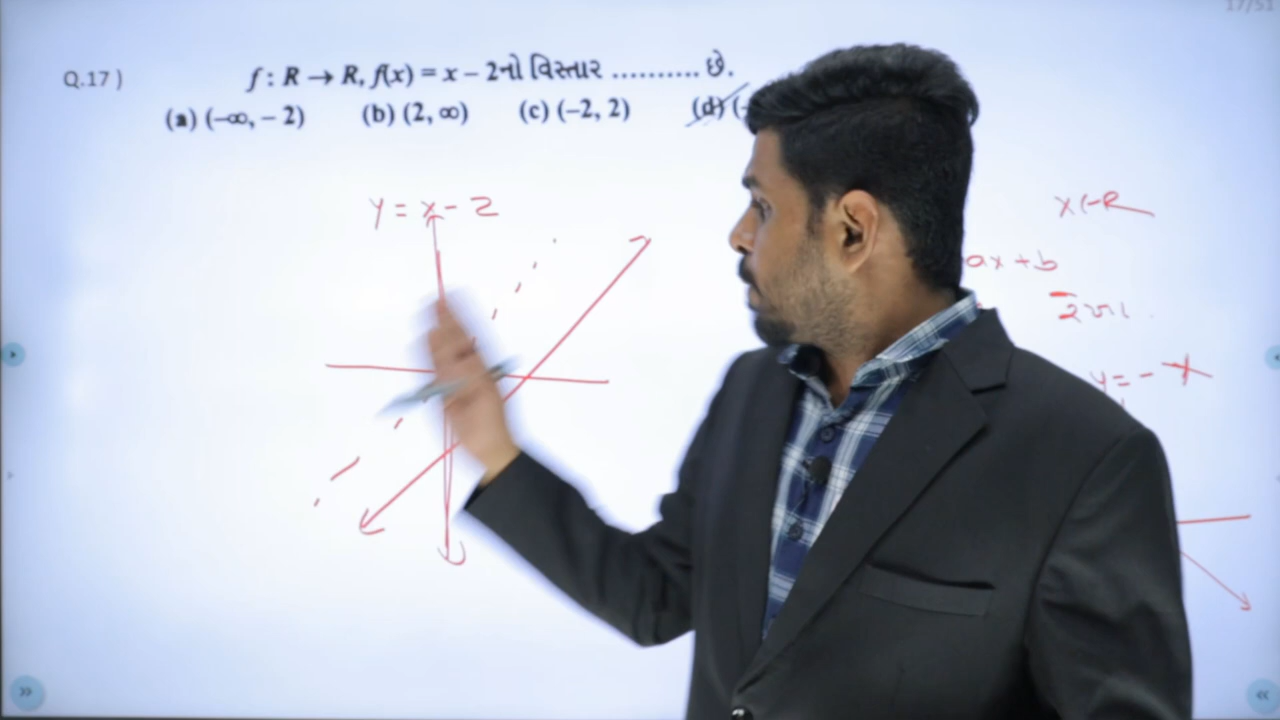 17/51
Q.17 ) f : R → R, f(x) = x – 2નો વિસ્તાર .......... છે.
(a) (–∞, – 2) (b) (2, ∞) (c) (–2, 2) (d) (–
y = x - 2
ax + b
y = - x